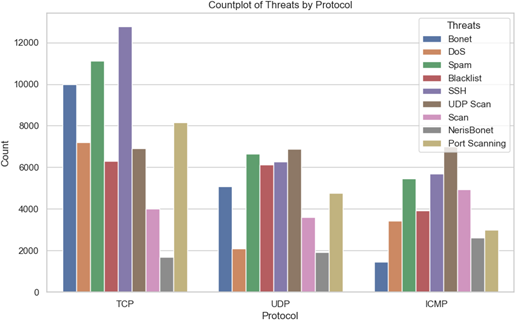 Countplot of Threats by Protocol
Threats
Bonet
DoS
Spam
Blacklist
SSH
UDP Scan
Scan
NerisBonet
Port Scanning
12000
10000
8000
6000
4000
2000
0
Count
TCP
UDP
ICMP
Protocol